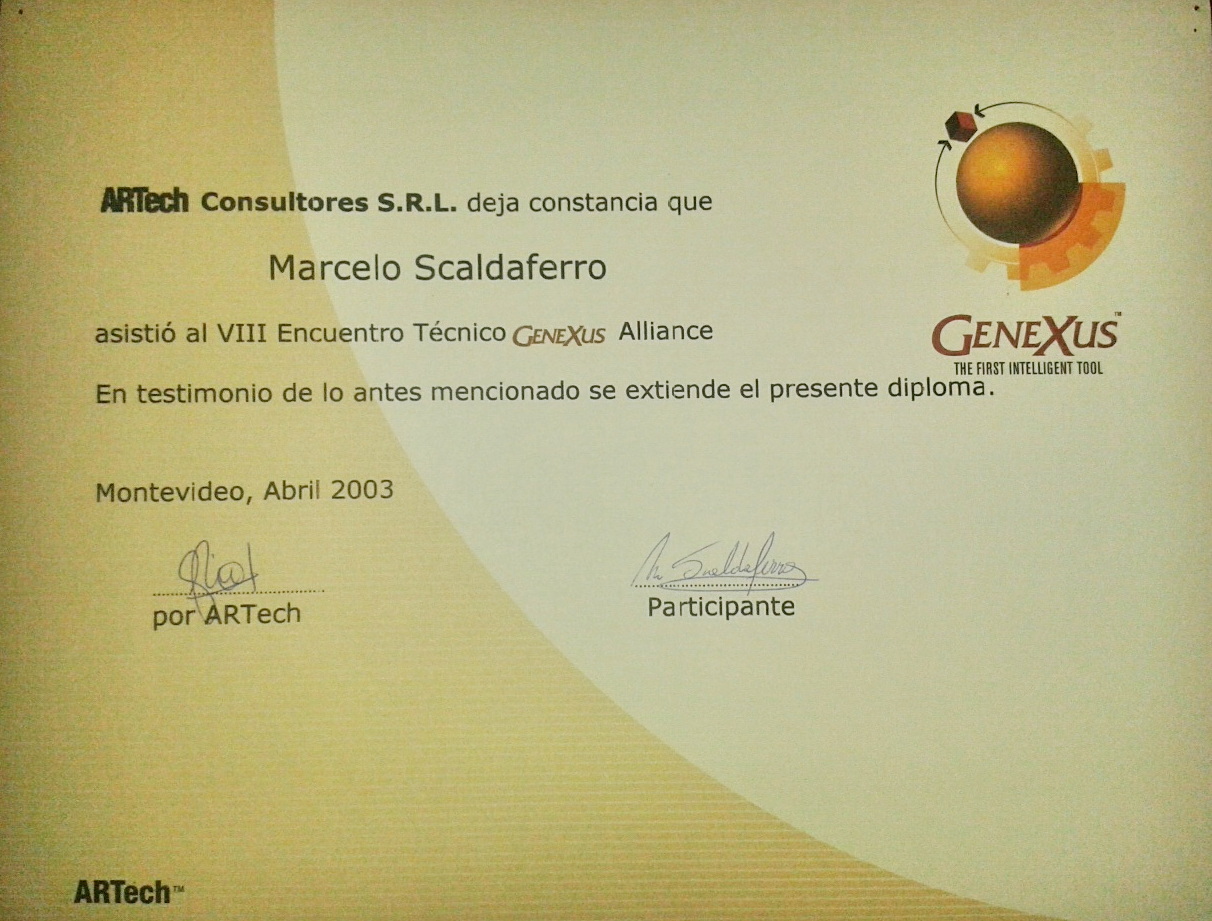 ARTech Consultores S.R.L. deja constancia que
Marcelo Scaldaferro
asistió al VIII Encuentro Técnico GENEXUS Alliance
En testimonio de lo antes mencionado se extiende el presente diploma.
GENEXUS™
THE FIRST INTELLIGENT TOOL
Montevideo, Abril 2003
M Scaldaferro
por ARTech
Participante
ARTech™